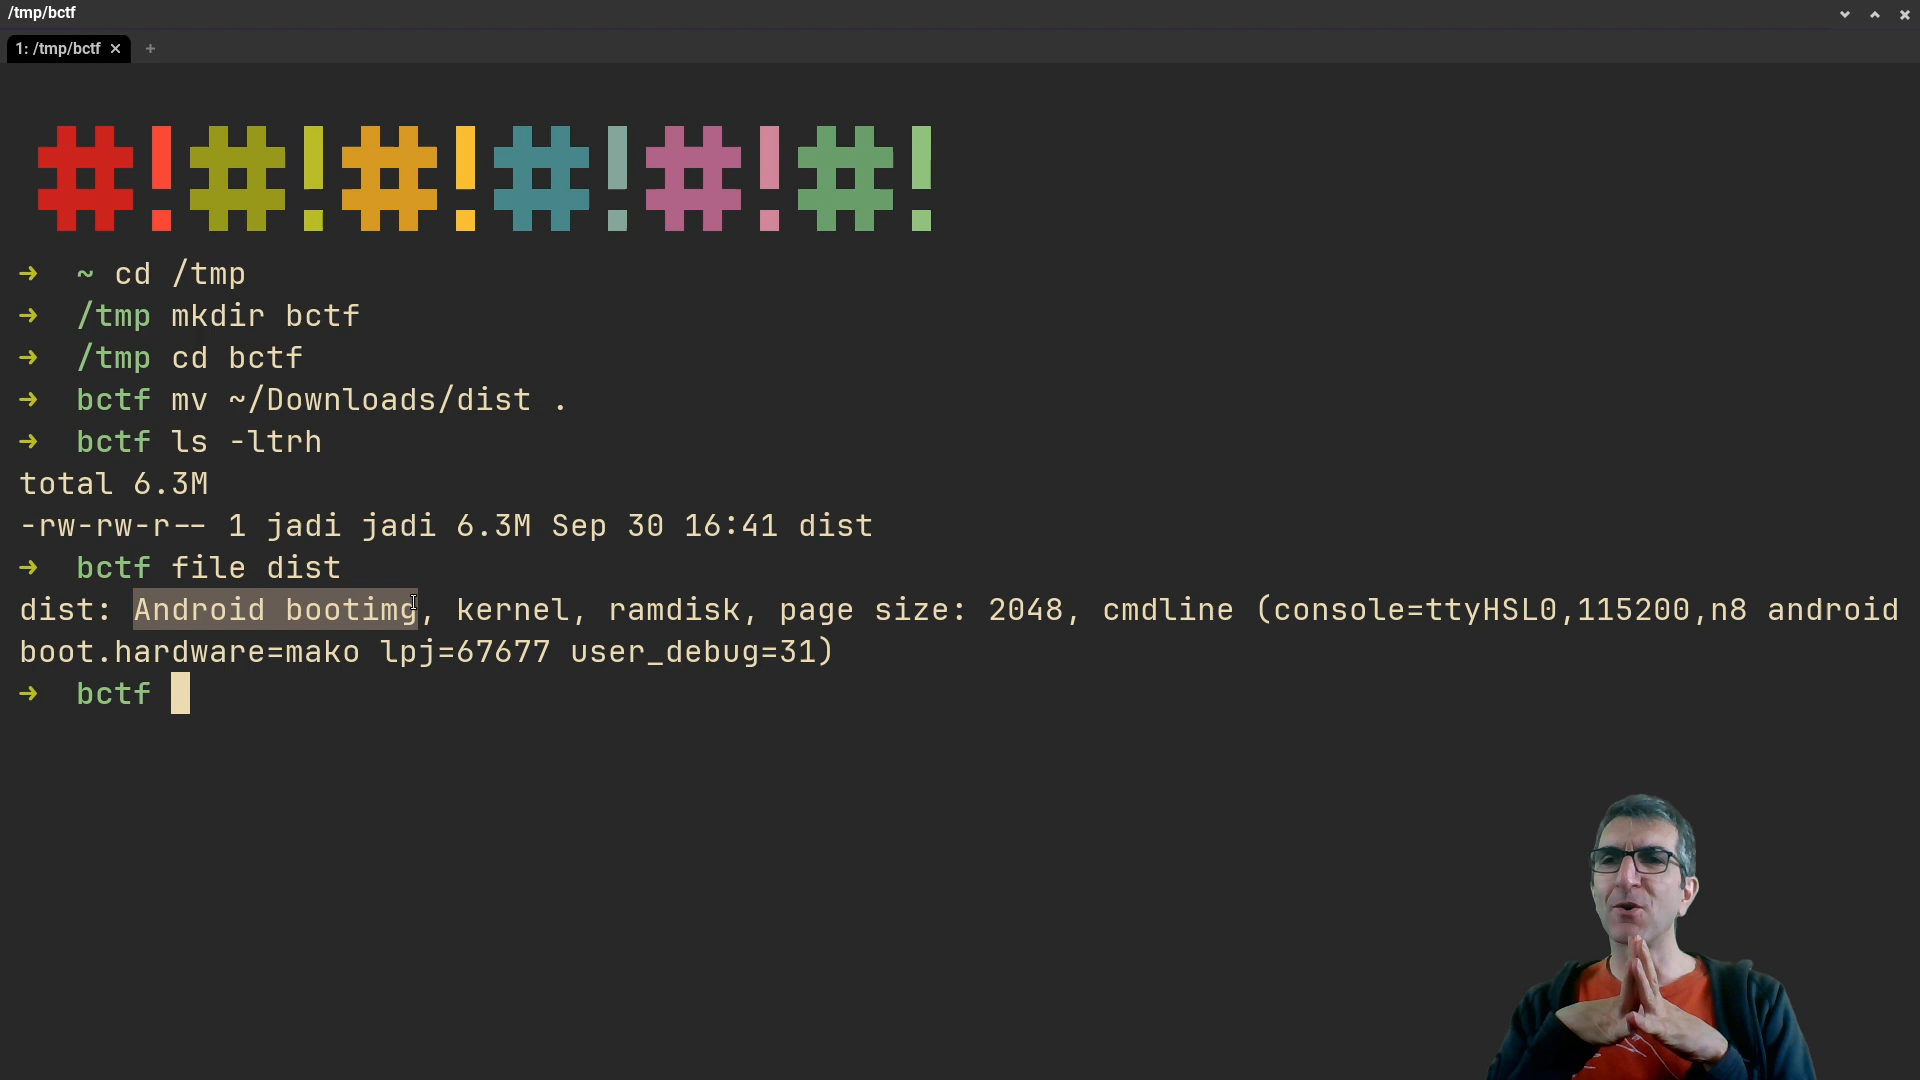 /tmp/bctf
1: /tmp/bctf × +
#!#!#!#!#!#!
➜ ~ cd /tmp
➜ /tmp mkdir bctf
➜ /tmp cd bctf
➜ bctf mv ~/Downloads/dist .
➜ bctf ls -ltrh
total 6.3M
-rw-rw-r-- 1 jadi jadi 6.3M Sep 30 16:41 dist
➜ bctf file dist
dist: Android bootimg, kernel, ramdisk, page size: 2048, cmdline (console=ttyHSL0,115200,n8 android
boot.hardware=mako lpj=67677 user_debug=31)
➜ bctf